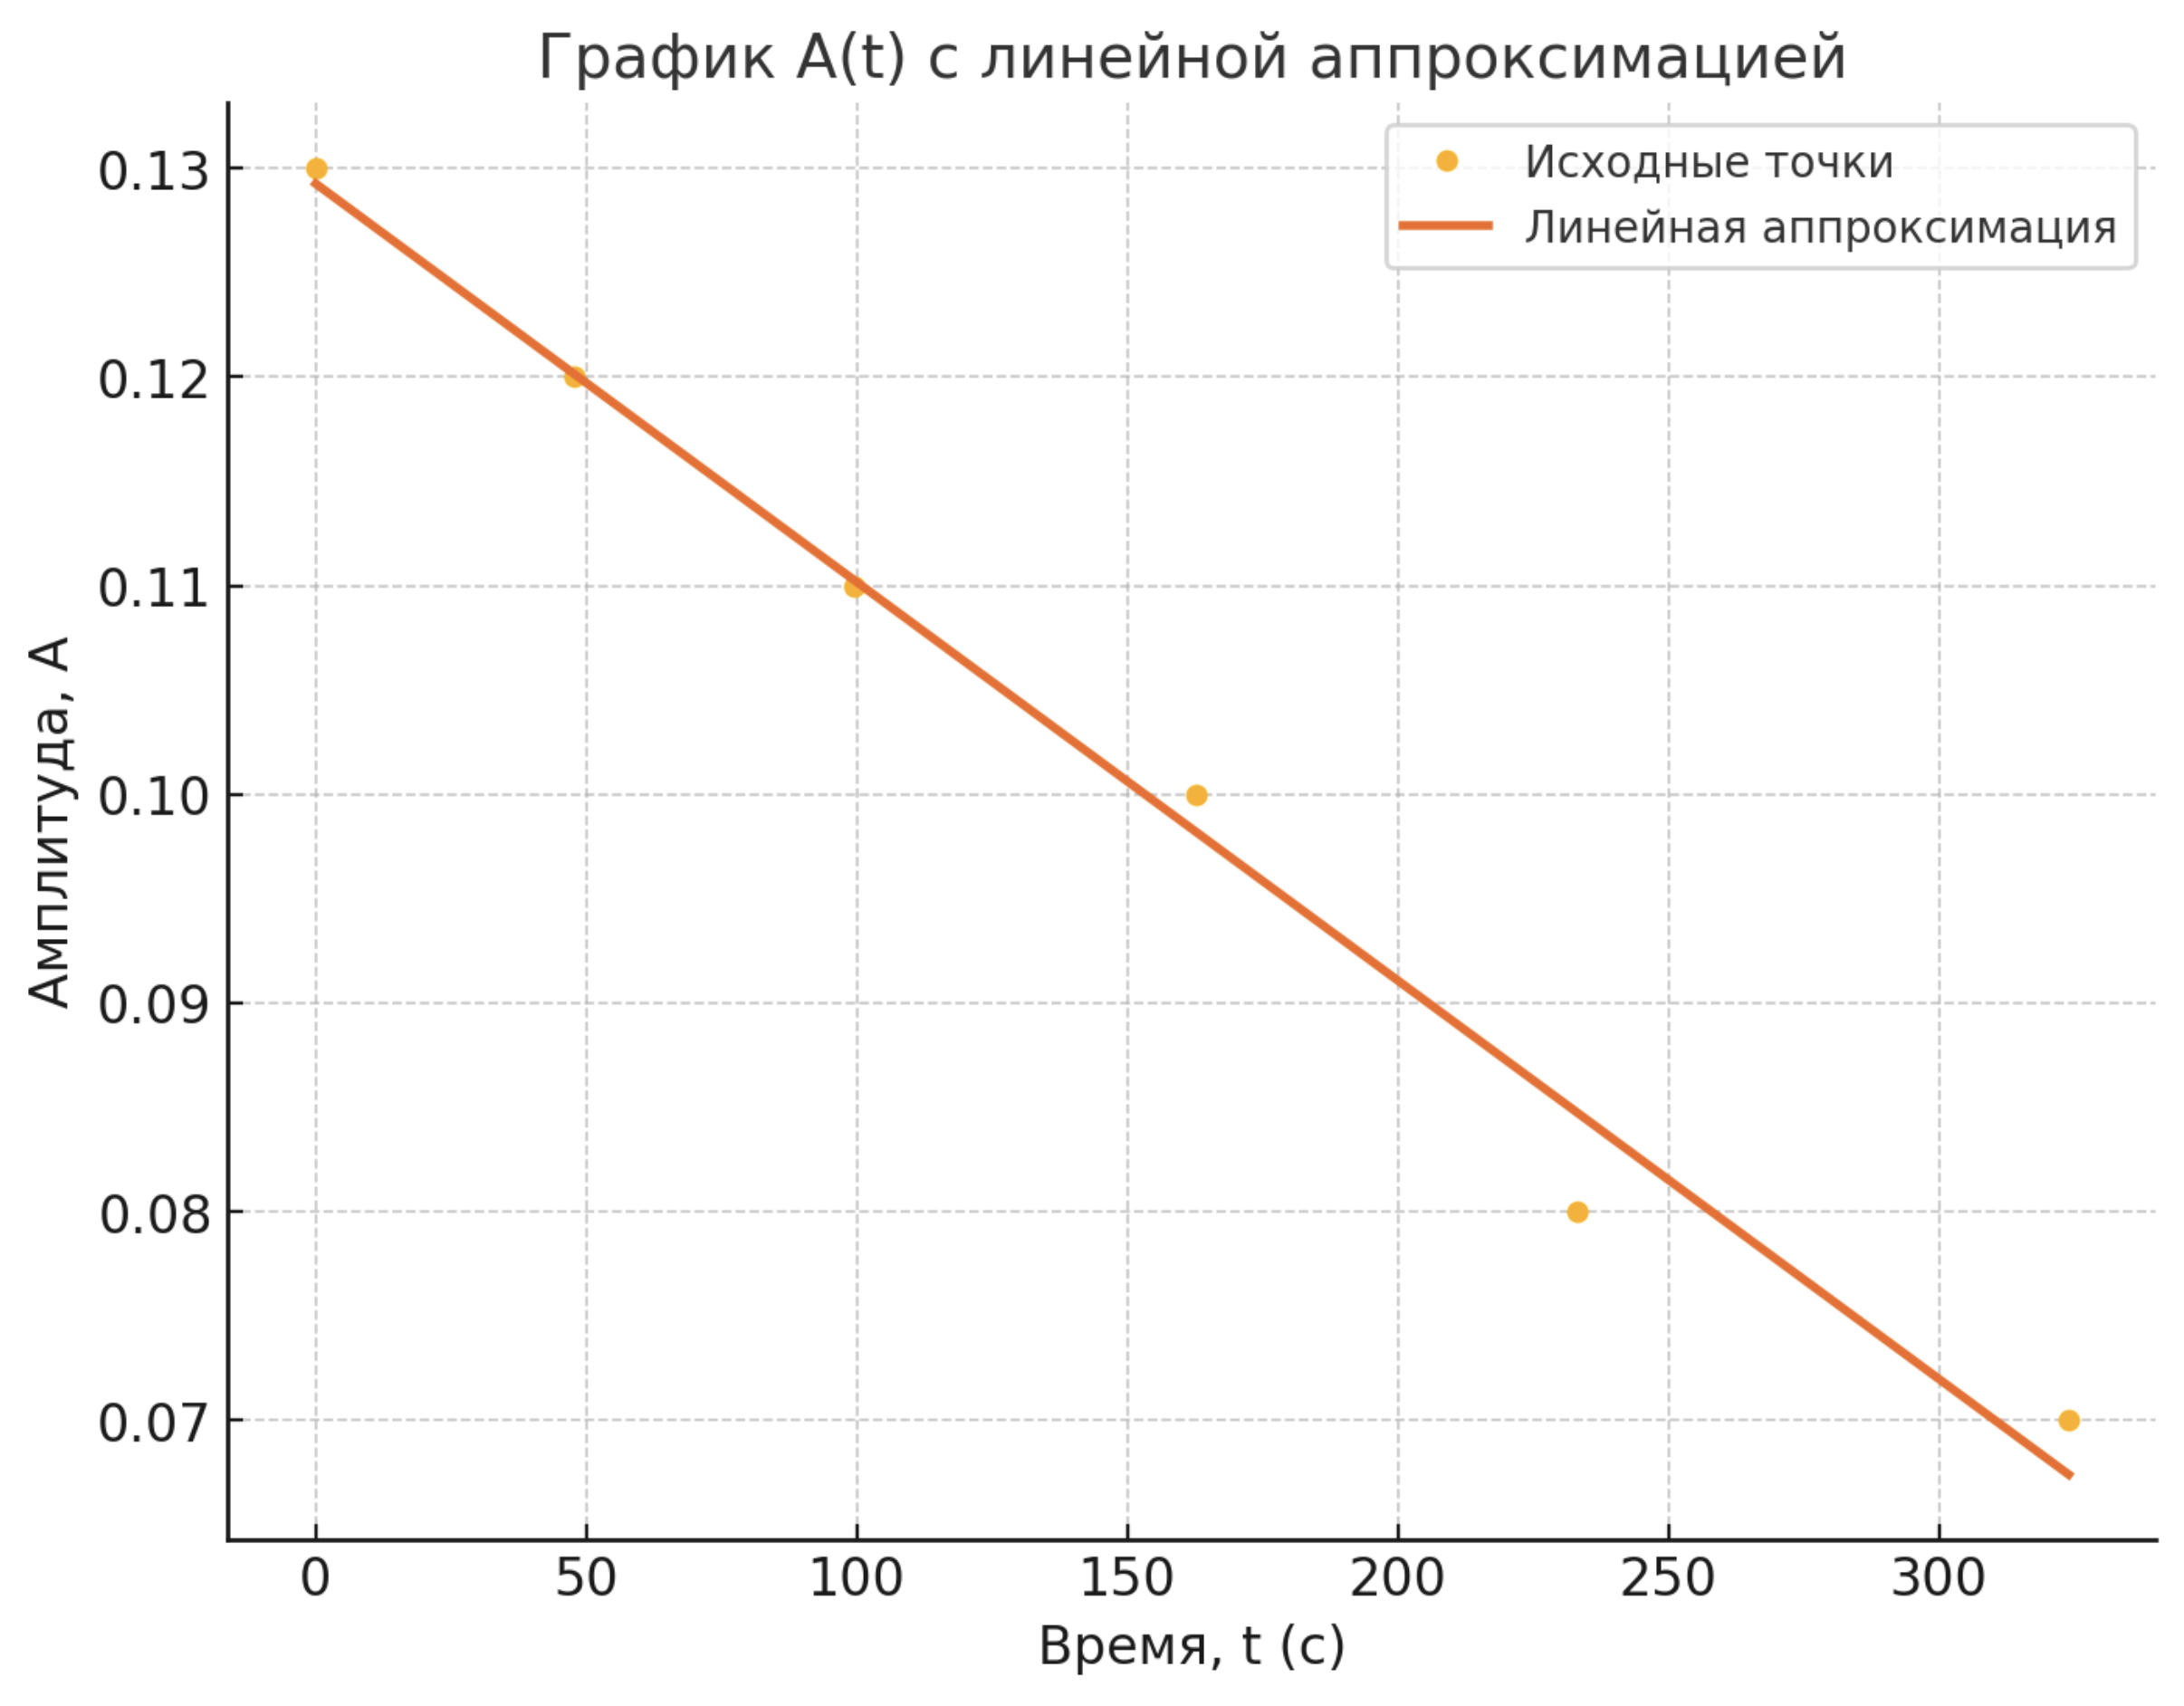 График A(t) с линейной аппроксимацией
Исходные точки
Линейная аппроксимация
Амплитуда, A
0.13
0.12
0.11
0.10
0.09
0.08
0.07
0 50 100 150 200 250 300
Время, t (с)